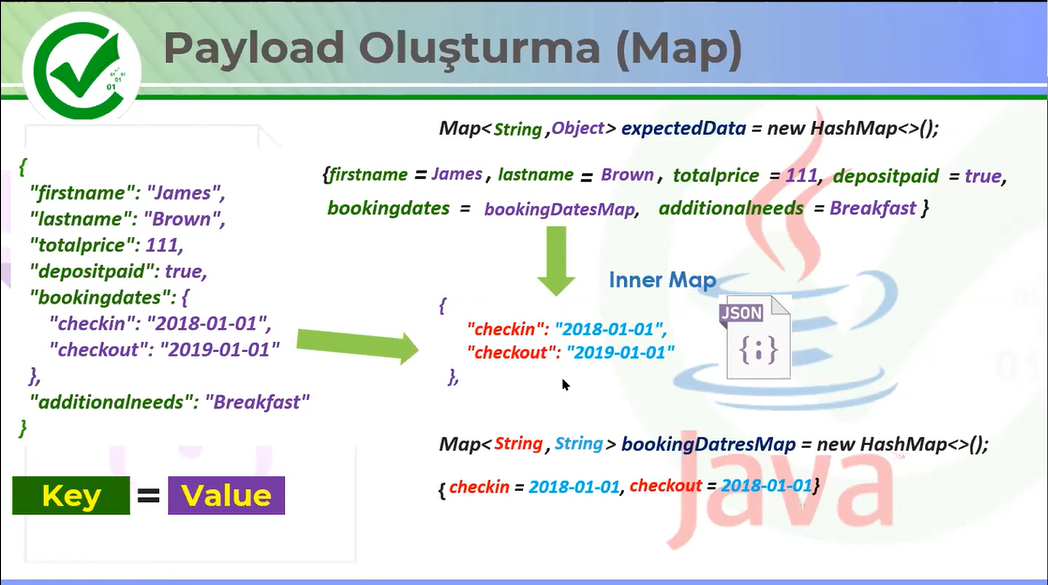 Payload Oluşturma (Map)
{
"firstname": "James",
"lastname": "Brown",
"totalprice": 111,
"depositpaid": true,
"bookingdates": {
"checkin": "2018-01-01",
"checkout": "2019-01-01"
},
"additionalneeds": "Breakfast"
}
Key = Value
Map<String,Object> expectedData = new HashMap<>();
{firstname = James, lastname = Brown, totalprice = 111, depositpaid = true,
bookingdates = bookingDatesMap, additionalneeds = Breakfast }
Inner Map
{
"checkin": "2018-01-01",
"checkout": "2019-01-01"
},
JSON
{;}
Map<String,String> bookingDatresMap = new HashMap<>();
{checkin = 2018-01-01, checkout = 2018-01-01}
Java